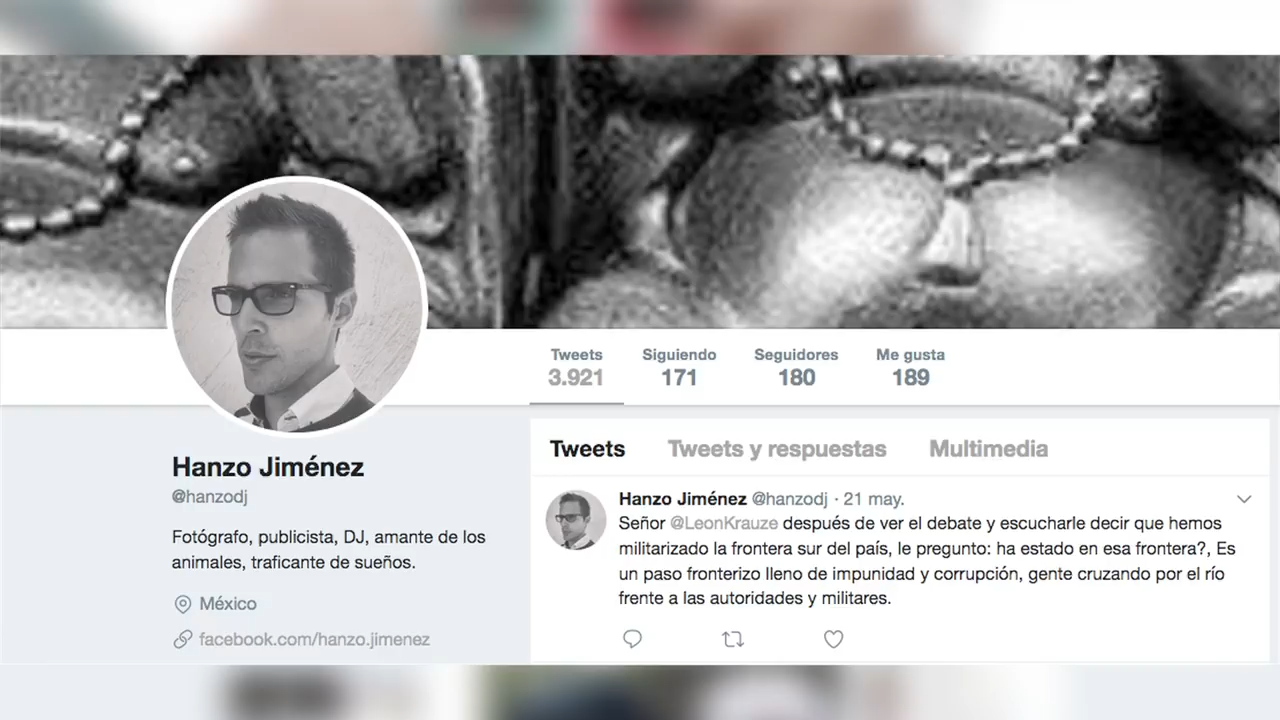 Tweets
3.921
Siguiendo
171
Seguidores
180
Me gusta
189
Hanzo Jiménez
@hanzodj
Fotógrafo, publicista, DJ, amante de los
animales, traficante de sueños.
México
facebook.com/hanzo.jimenez
Tweets Tweets y respuestas Multimedia
Hanzo Jiménez @hanzodj · 21 may.
Señor @LeonKrauze después de ver el debate y escucharle decir que hemos
militarizado la frontera sur del país, le pregunto: ha estado en esa frontera?, Es
un paso fronterizo lleno de impunidad y corrupción, gente cruzando por el río
frente a las autoridades y militares.